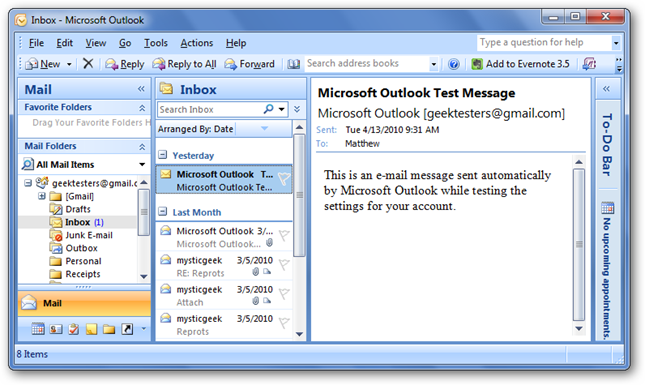 Inbox - Microsoft Outlook
File Edit View Go Tools Actions Help
Type a question for help
New Reply Reply to All Forward Search address books Add to Evernote 3.5
Mail
Favorite Folders
Drag Your Favorite Folders H
Mail Folders
All Mail Items
geektesters@gmail.c
[Gmail]
Drafts
Inbox (1)
Junk E-mail
Outbox
Personal
Receipts
Mail
8 Items
Inbox
Search Inbox
Arranged By: Date
Yesterday
Microsoft Outlook T...
Microsoft Outlook Te...
Last Month
Microsoft Outlook 3/...
Microsoft Outlook...
mysticgeek 3/5/2010
RE: Reprots
mysticgeek 3/5/2010
Attach
mysticgeek 3/5/2010
Reprots
Microsoft Outlook Test Message
Microsoft Outlook [geektesters@gmail.com]
Sent: Tue 4/13/2010 9:31 AM
To: Matthew
This is an e-mail message sent automatically
by Microsoft Outlook while testing the
settings for your account.
To-Do Bar
No upcoming appointments.